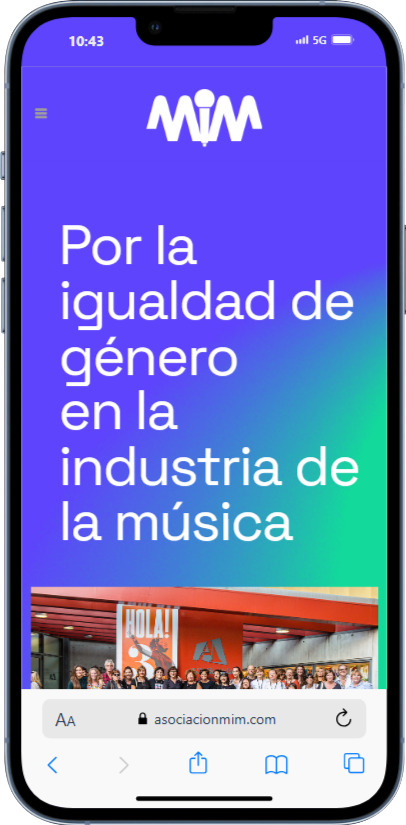 10:43
5G
MIM
Por la
igualdad de
género
en la
industria de
la música
HOLA!
3
AA
asociacionmim.com